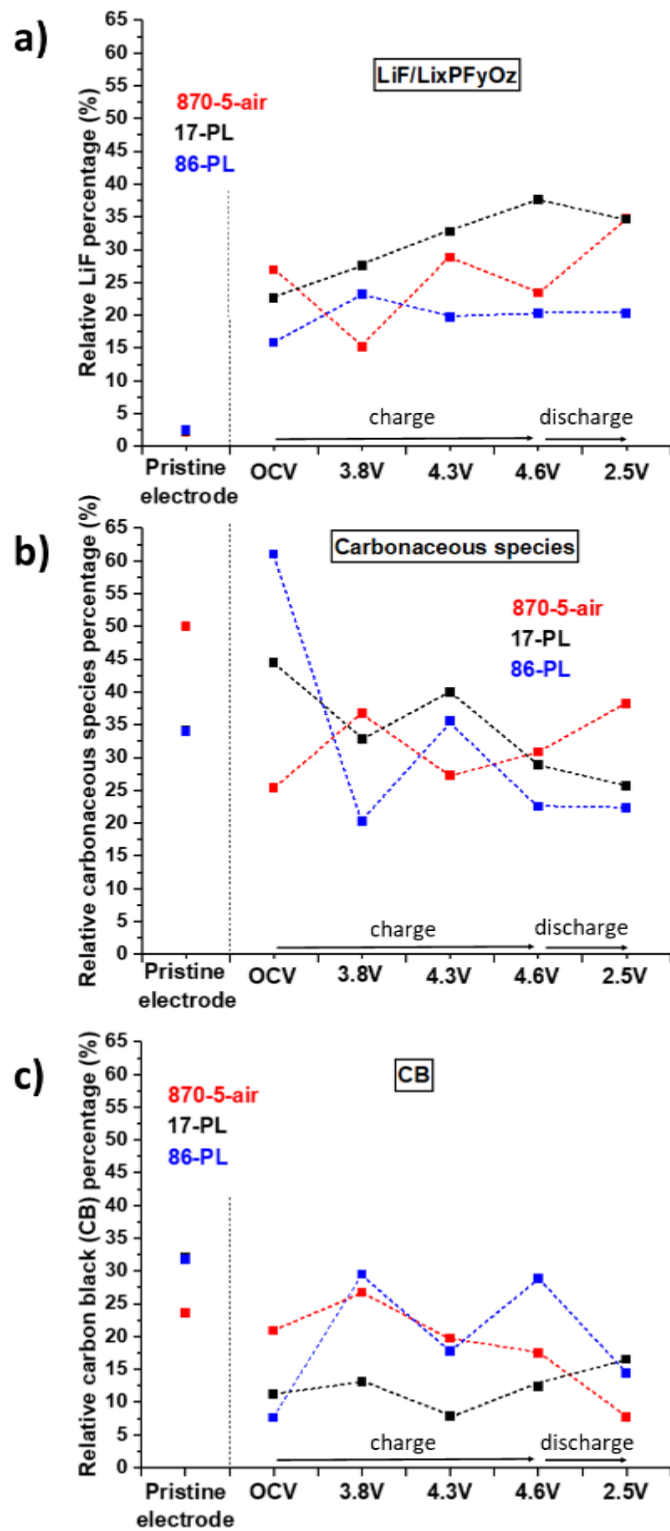 a)
LiF/LixPFyOz
870-5-air
17-PL
86-PL
Relative LiF percentage (%)
65
60
55
50
45
40
35
30
25
20
15
10
5
0
charge
discharge
Pristine electrode
OCV
3.8V
4.3V
4.6V
2.5V
b)
Carbonaceous species
870-5-air
17-PL
86-PL
Relative carbonaceous species percentage (%)
65
60
55
50
45
40
35
30
25
20
15
10
5
0
charge
discharge
Pristine electrode
OCV
3.8V
4.3V
4.6V
2.5V
c)
CB
870-5-air
17-PL
86-PL
Relative carbon black (CB) percentage (%)
65
60
55
50
45
40
35
30
25
20
15
10
5
0
charge
discharge
Pristine electrode
OCV
3.8V
4.3V
4.6V
2.5V